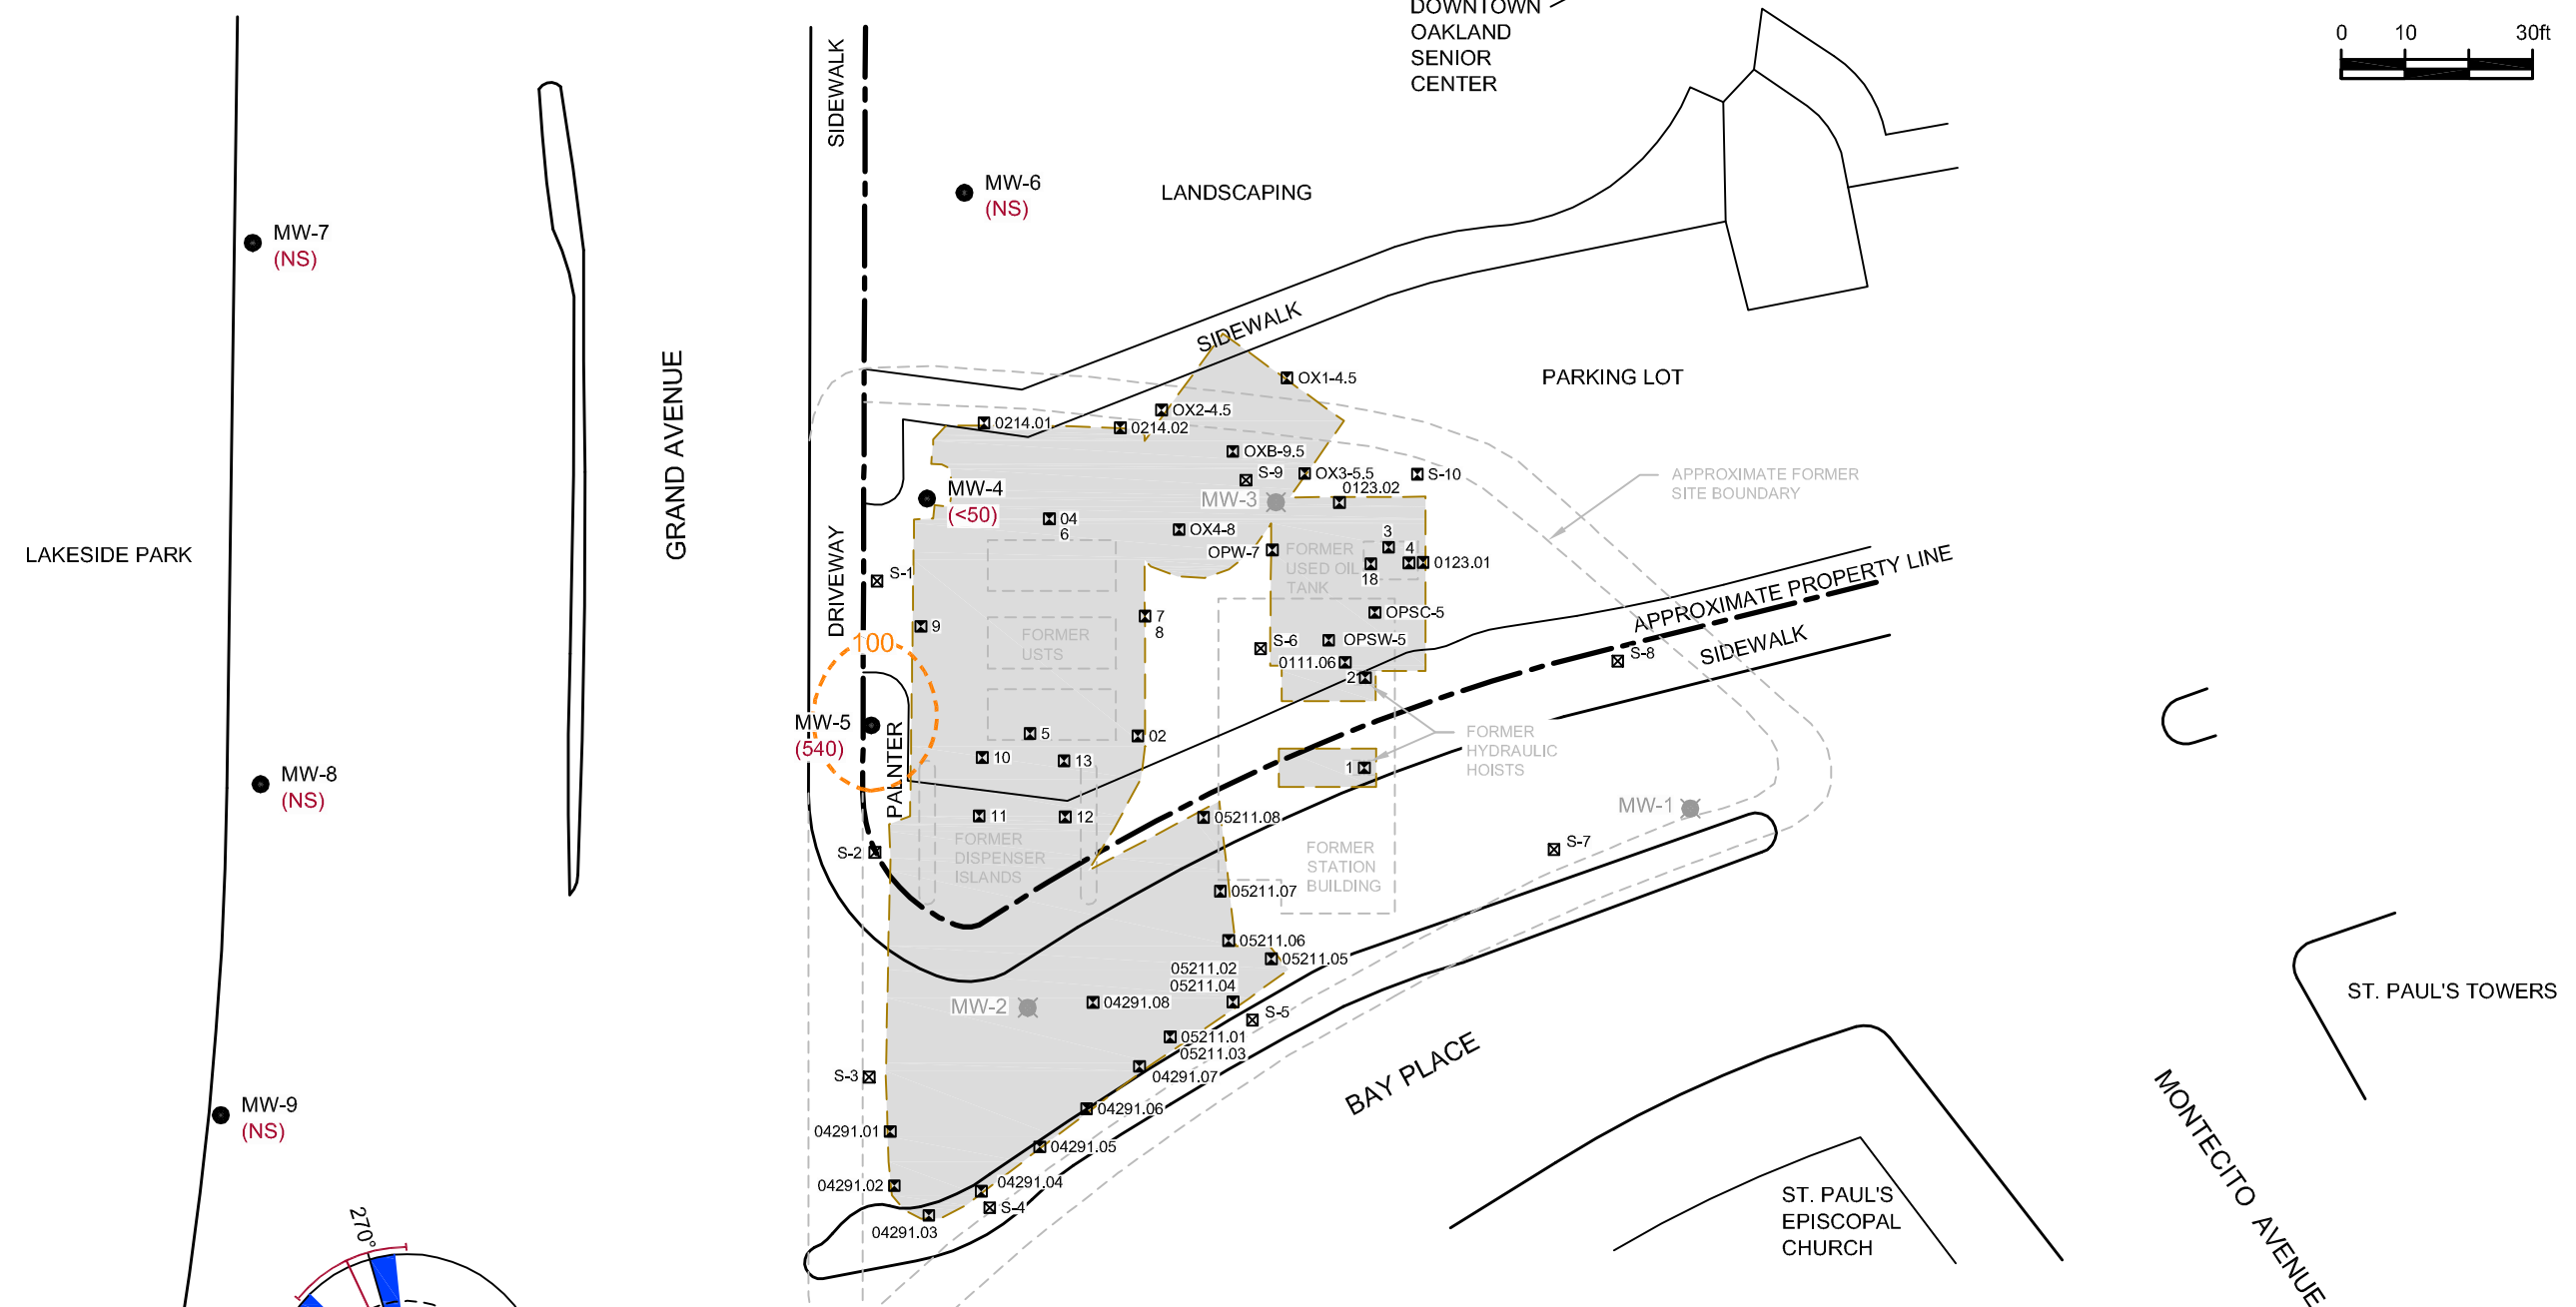 DOWNTOWN
OAKLAND
SENIOR
CENTER
0 10 30ft
SIDEWALK
MW-6
(NS)
LANDSCAPING
MW-7
(NS)
SIDEWALK
GRAND AVENUE
PARKING LOT
OX1-4.5
OX2-4.5
0214.01
0214.02
OXB-9.5
S-9
OX3-5.5
S-10
APPROXIMATE FORMER
SITE BOUNDARY
MW-4
(<50)
MW-3
0123.02
04
6
OX4-8
OPW-7
FORMER
USED OIL
TANK
3
4
18
0123.01
LAKESIDE PARK
DRIVEWAY
S-1
9
7
8
OPSC-5
FORMER
USTS
S-6
OPSW-5
0111.06
2
APPROXIMATE PROPERTY LINE
SIDEWALK
S-8
100
MW-5
(540)
PALNTER
5
02
10
13
FORMER
HYDRAULIC
HOISTS
1
MW-8
(NS)
11
12
05211.08
MW-1
S-2
FORMER
DISPENSER
ISLANDS
FORMER
STATION
BUILDING
S-7
05211.07
05211.06
05211.05
05211.02
05211.04
MW-2
04291.08
S-5
05211.01
05211.03
04291.07
BAY PLACE
ST. PAUL'S TOWERS
S-3
MW-9
(NS)
04291.06
04291.01
04291.05
04291.02
04291.04
S-4
04291.03
MONTECITO AVENUE
ST. PAUL'S
EPISCOPAL
CHURCH
270°